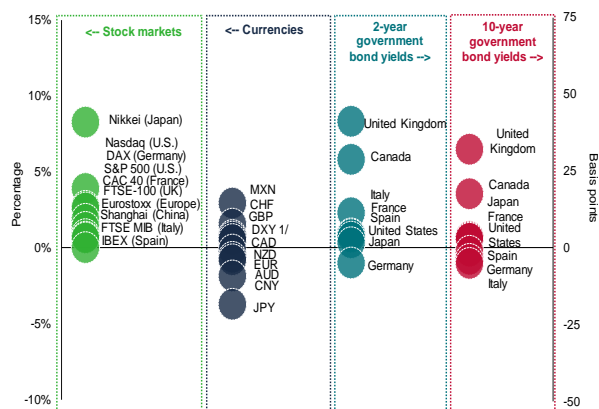 15%
10%
5%
0%
-5%
-10%
Percentage
<-- Stock markets
Nikkei (Japan)
Nasdaq (U.S.)
DAX (Germany)
S&P 500 (U.S.)
CAC 40 (France)
FTSE-100 (UK)
Eurostoxx (Europe)
Shanghai (China)
FTSE MIB (Italy)
IBEX (Spain)
<-- Currencies
MXN
CHF
GBP
DXY 1/
CAD
NZD
EUR
AUD
CNY
JPY
2-year
government
bond yields -->
United Kingdom
Canada
Italy
France
Spain
United States
Japan
Germany
10-year
government
bond yields -->
United
Kingdom
Canada
Japan
France
United
States
Spain
Germany
Italy
75
50
25
0
-25
-50
Basis points